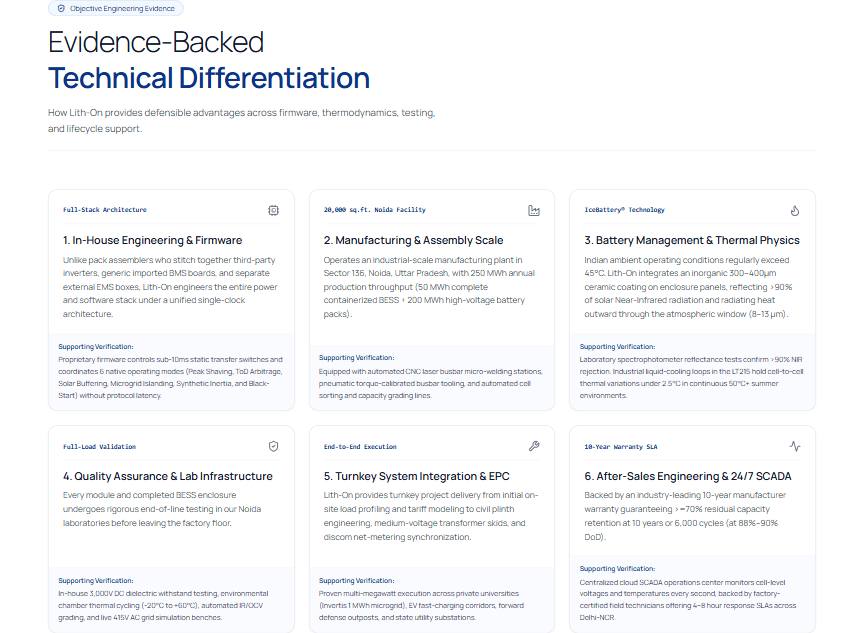 Objective Engineering Evidence
Evidence-Backed
Technical Differentiation
How Lith-On provides defensible advantages across firmware, thermodynamics, testing,
and lifecycle support.
Full-Stack Architecture
1. In-House Engineering & Firmware
Unlike pack assemblers who stitch together third-party
inverters, generic imported BMS boards, and separate
external EMS boxes, Lith-On engineers the entire power
and software stack under a unified single-clock
architecture.
Supporting Verification:
Proprietary firmware controls sub-10ms static transfer switches and
coordinates 6 native operating modes (Peak Shaving, ToD Arbitrage,
Solar Buffering, Microgrid Islanding, Synthetic Inertia, and Black-
Start) without protocol latency.
20,000 sq.ft. Noida Facility
2. Manufacturing & Assembly Scale
Operates an industrial-scale manufacturing plant in
Sector 136, Noida, Uttar Pradesh, with 250 MWh annual
production throughput (50 MWh complete
containerized BESS + 200 MWh high-voltage battery
packs).
Supporting Verification:
Equipped with automated CNC laser busbar micro-welding stations,
pneumatic torque-calibrated busbar tooling, and automated cell
sorting and capacity grading lines.
IceBattery® Technology
3. Battery Management & Thermal Physics
Indian ambient operating conditions regularly exceed
45°C. Lith-On integrates an inorganic 300–400µm
ceramic coating on enclosure panels, reflecting >90%
of solar Near-Infrared radiation and radiating heat
outward through the atmospheric window (8–13 µm).
Supporting Verification:
Laboratory spectrophotometer reflectance tests confirm >90% NIR
rejection. Industrial liquid-cooling loops in the LT215 hold cell-to-cell
thermal variations under 2.5°C in continuous 50°C+ summer
environments.
Full-Load Validation
4. Quality Assurance & Lab Infrastructure
Every module and completed BESS enclosure
undergoes rigorous end-of-line testing in our Noida
laboratories before leaving the factory floor.
Supporting Verification:
In-house 3,000V DC dielectric withstand testing, environmental
chamber thermal cycling (-20°C to +60°C), automated IR/OCV
grading, and live 415V AC grid simulation benches.
End-to-End Execution
5. Turnkey System Integration & EPC
Lith-On provides turnkey project delivery from initial on-
site load profiling and tariff modeling to civil plinth
engineering, medium-voltage transformer skids, and
discom net-metering synchronization.
Supporting Verification:
Proven multi-megawatt execution across private universities
(Invertis 1 MWh microgrid), EV fast-charging corridors, forward
defense outposts, and state utility substations.
10-Year Warranty SLA
6. After-Sales Engineering & 24/7 SCADA
Backed by an industry-leading 10-year manufacturer
warranty guaranteeing >=70% residual capacity
retention at 10 years or 6,000 cycles (at 88%–90%
DoD).
Supporting Verification:
Centralized cloud SCADA operations center monitors cell-level
voltages and temperatures every second, backed by factory-
certified field technicians offering 4–8 hour response SLAs across
Delhi-NCR.